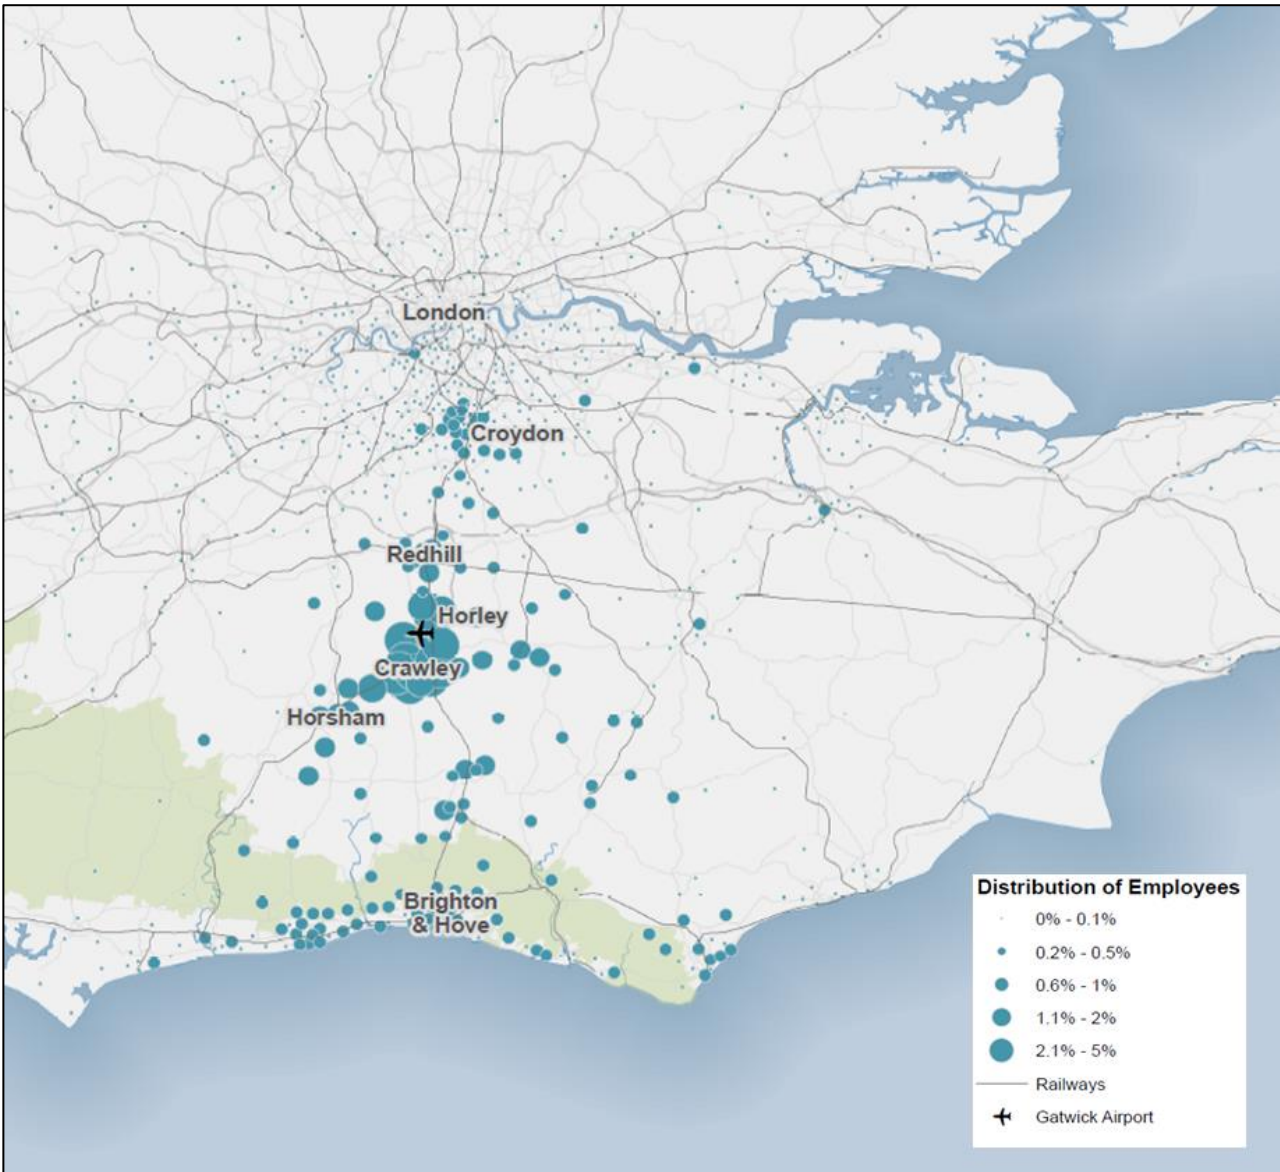 London
Croydon
Redhill
Horley
Crawley
Horsham
Brighton
& Hove
Distribution of Employees
0% - 0.1%
0.2% - 0.5%
0.6% - 1%
1.1% - 2%
2.1% - 5%
Railways
Gatwick Airport